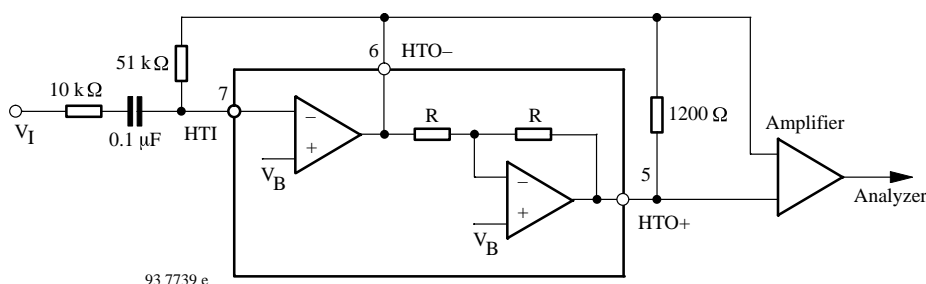 6
HTO–
51 kΩ
10 kΩ
7
R
R
1200 Ω
Amplifier
–
+
V_I
0.1 μF
HTI
V_B
5
–
+
V_B
HTO+
Analyzer
93 7739 e